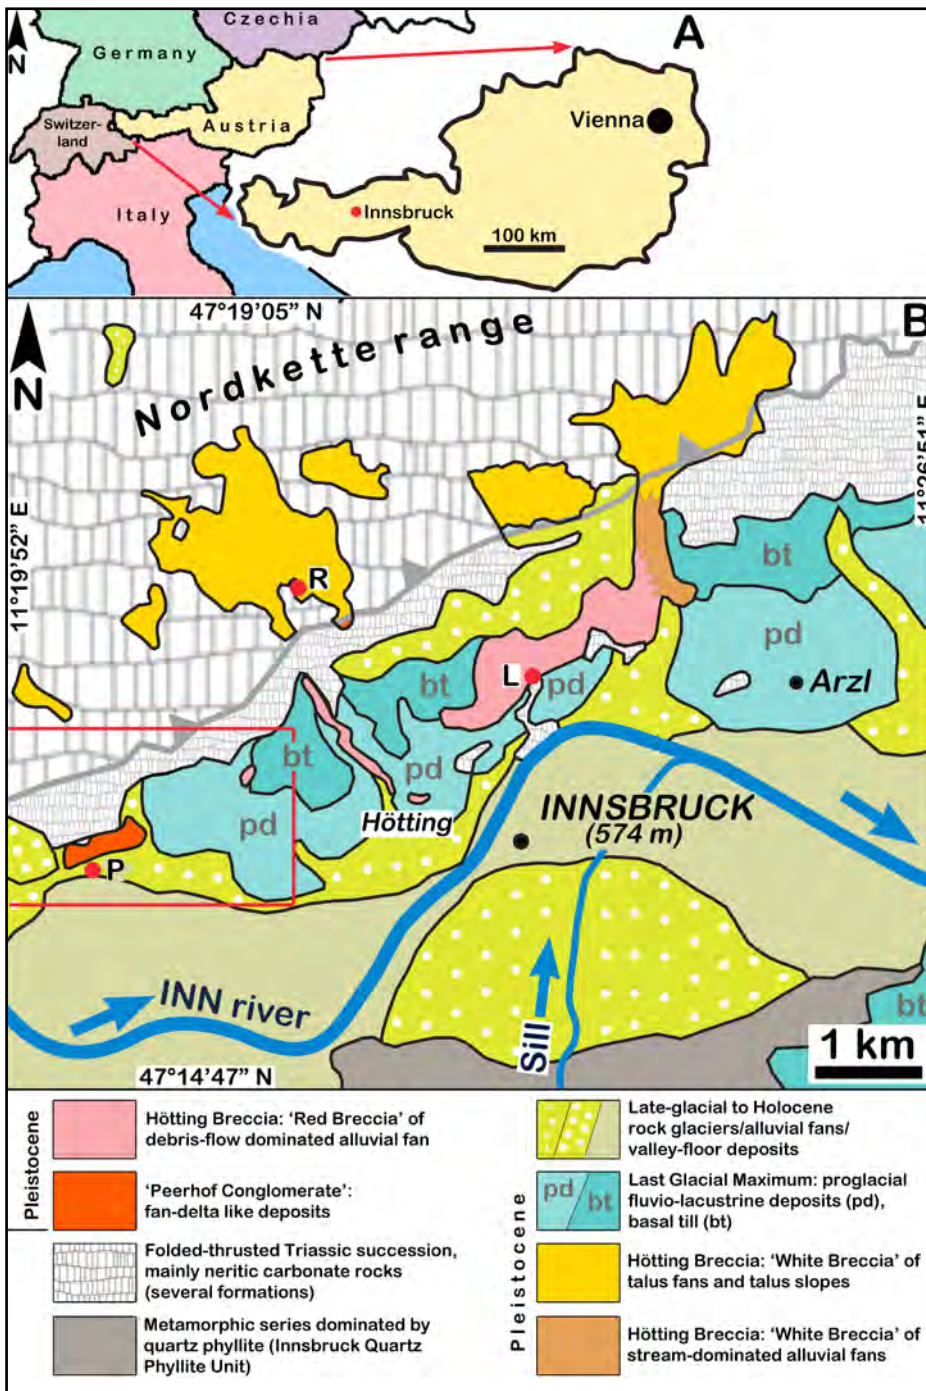 A
N
Czechia
Germany
Switzer-
land
Austria
Italy
Vienna
Innsbruck
100 km
47°19'05” N
B
N
Nordkette range
11°19'52” E
11°26'51” E
R
bt
pd
Arzl
bt
L
pd
bt
pd
pd
Hötting
INNSBRUCK
(574 m)
P
INN river
Sill
bt
1 km
47°14'47” N
Pleistocene
Hötting Breccia: ‘Red Breccia’ of
debris-flow dominated alluvial fan
‘Peerhof Conglomerate’:
fan-delta like deposits
Folded-thrusted Triassic succession,
mainly neritic carbonate rocks
(several formations)
Metamorphic series dominated by
quartz phyllite (Innsbruck Quartz
Phyllite Unit)
Late-glacial to Holocene
rock glaciers/alluvial fans/
valley-floor deposits
Pleistocene
pd
bt
Last Glacial Maximum: proglacial
fluvio-lacustrine deposits (pd),
basal till (bt)
Hötting Breccia: ‘White Breccia’ of
talus fans and talus slopes
Hötting Breccia: ‘White Breccia’ of
stream-dominated alluvial fans